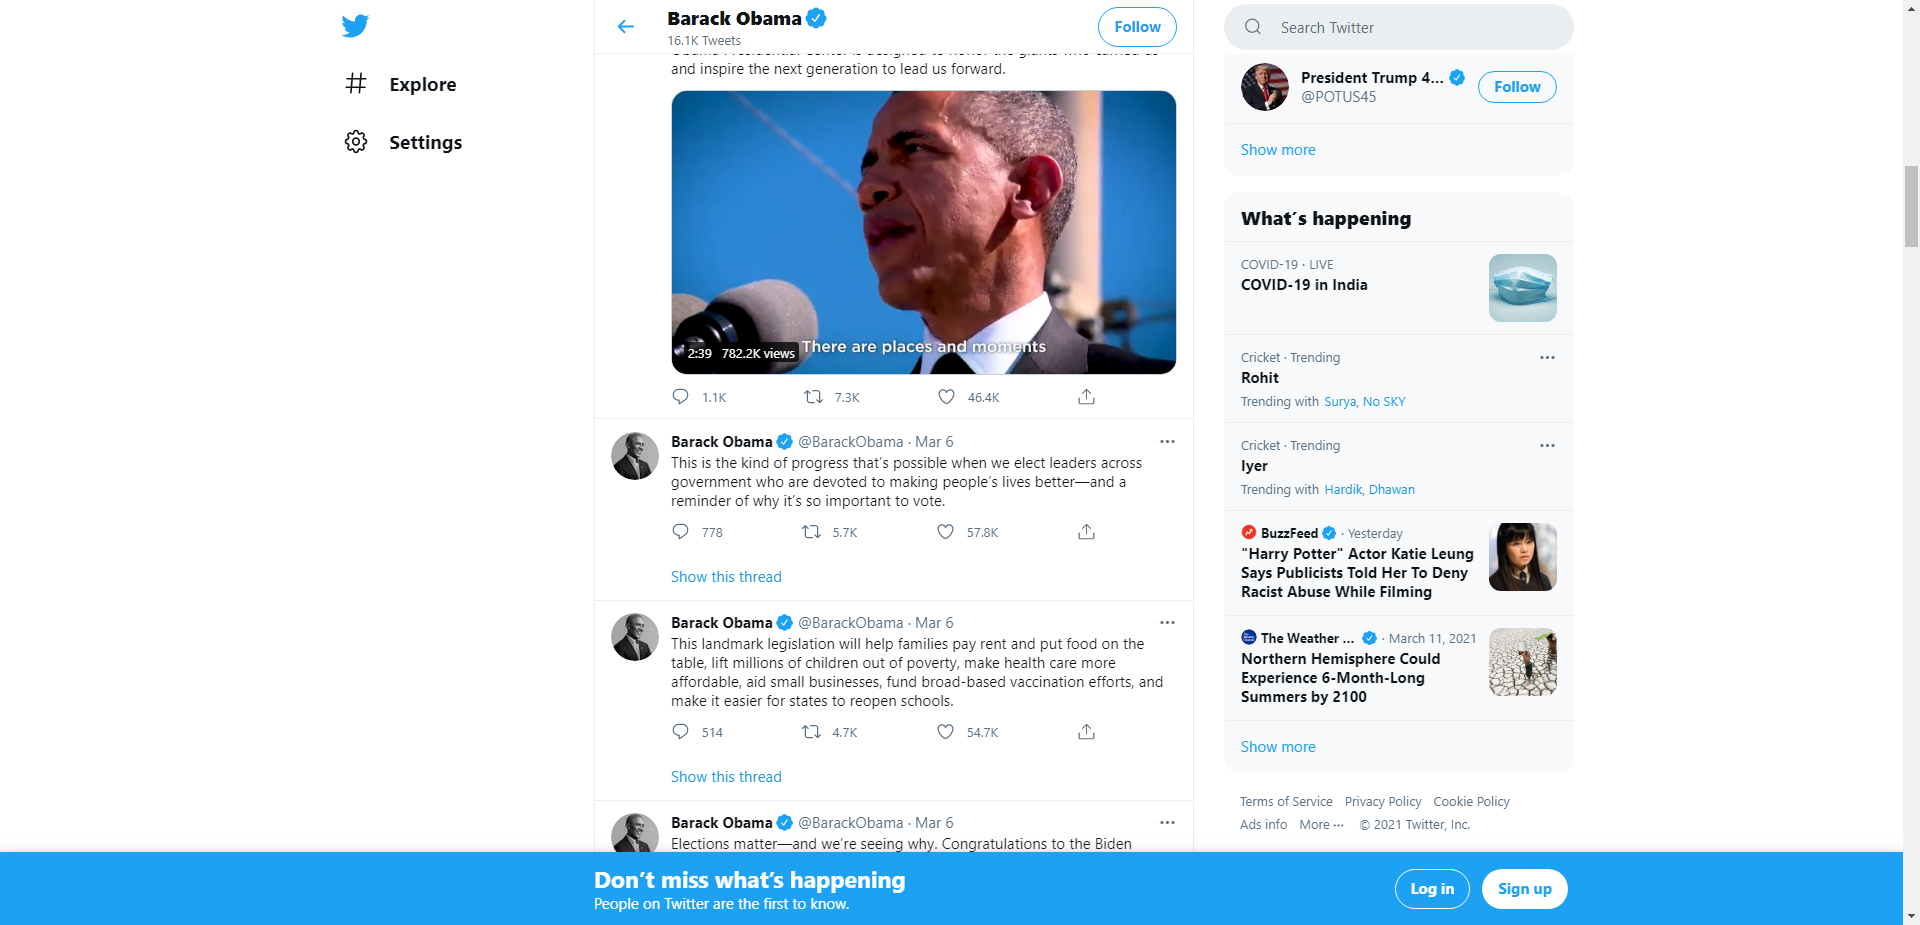 Barack Obama
16.1K Tweets
Follow
Explore
Settings
Obama Presidential Center is designed to honor the giants who carried us
and inspire the next generation to lead us forward.
There are places and moments
2:39 782.2K views
1.1K 7.3K 46.4K
Barack Obama @BarackObama · Mar 6
This is the kind of progress that's possible when we elect leaders across
government who are devoted to making people's lives better—and a
reminder of why it's so important to vote.
778 5.7K 57.8K
Show this thread
Barack Obama @BarackObama · Mar 6
This landmark legislation will help families pay rent and put food on the
table, lift millions of children out of poverty, make health care more
affordable, aid small businesses, fund broad-based vaccination efforts, and
make it easier for states to reopen schools.
514 4.7K 54.7K
Show this thread
Barack Obama @BarackObama · Mar 6
Elections matter—and we're seeing why. Congratulations to the Biden
Search Twitter
President Trump 4...
@POTUS45
Follow
Show more
What's happening
COVID-19 · LIVE
COVID-19 in India
Cricket · Trending
Rohit
Trending with Surya, No SKY
Cricket · Trending
Iyer
Trending with Hardik, Dhawan
BuzzFeed · Yesterday
"Harry Potter" Actor Katie Leung
Says Publicists Told Her To Deny
Racist Abuse While Filming
The Weather ... · March 11, 2021
Northern Hemisphere Could
Experience 6-Month-Long
Summers by 2100
Show more
Terms of Service Privacy Policy Cookie Policy
Ads info More ··· © 2021 Twitter, Inc.
Don't miss what's happening
People on Twitter are the first to know.
Log in
Sign up